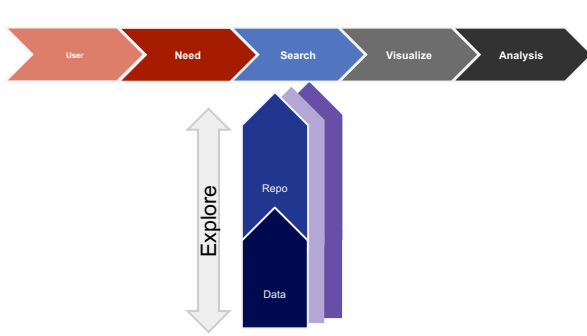 User
Need
Search
Visualize
Analysis
Explore
Repo
Data